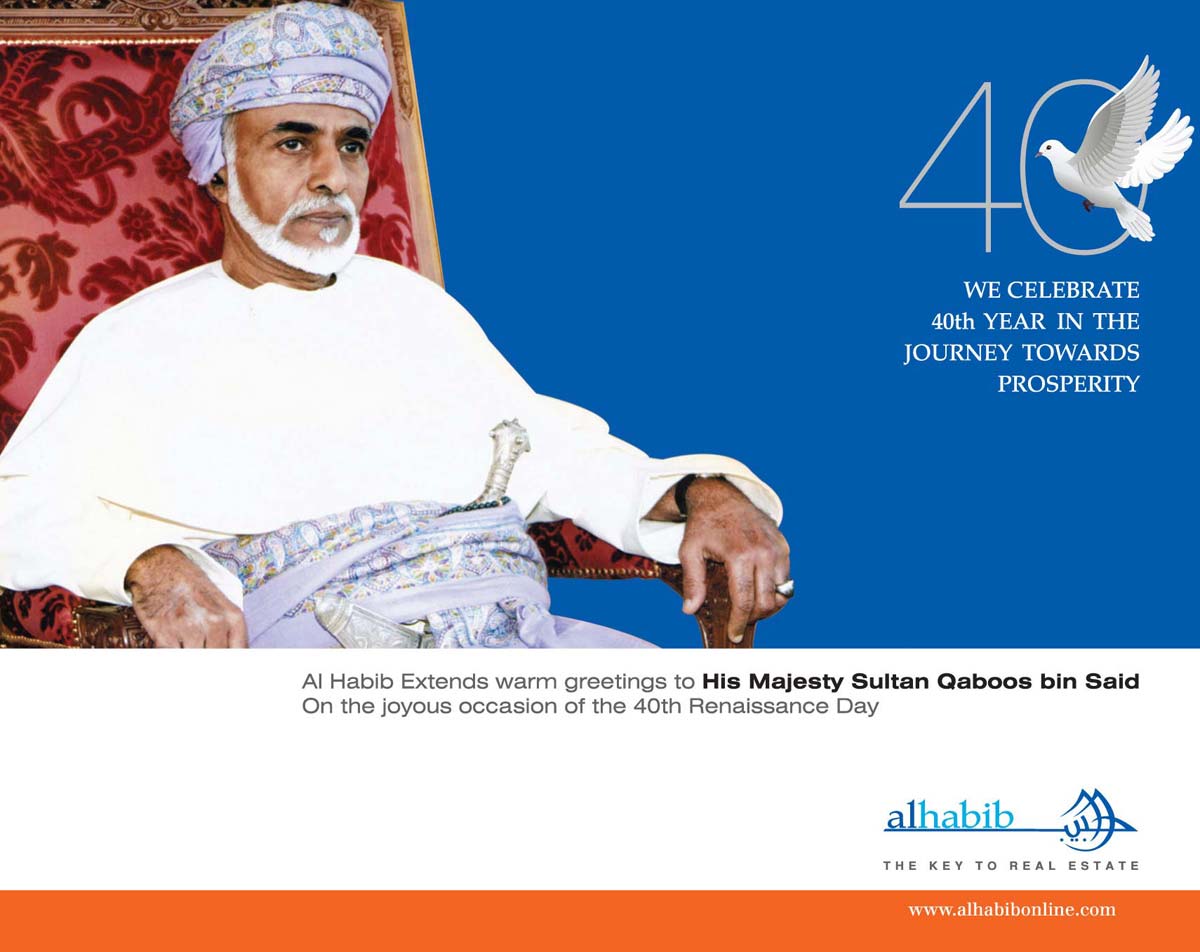 40
WE CELEBRATE
40th YEAR IN THE
JOURNEY TOWARDS
PROSPERITY
Al Habib Extends warm greetings to His Majesty Sultan Qaboos bin Said
On the joyous occasion of the 40th Renaissance Day
alhabib
الحبيب
THE KEY TO REAL ESTATE
www.alhabibonline.com